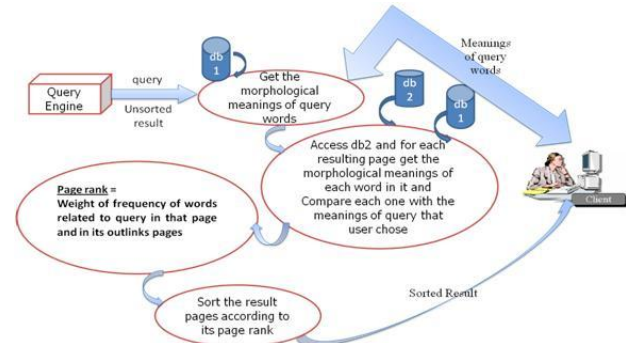 Meanings
of query
words
db
1
query
Query
Engine
Unsorted
result
Get the
morphological
meanings of query
words
db
2
db
1
Access db2 and for each
resulting page get the
morphological meanings of
each word in it and
Compare each one with the
meanings of query that
user chose
Client
Page rank =
Weight of frequency of words
related to query in that page
and in its outlinks pages
Sorted Result
Sort the result
pages according to
its page rank